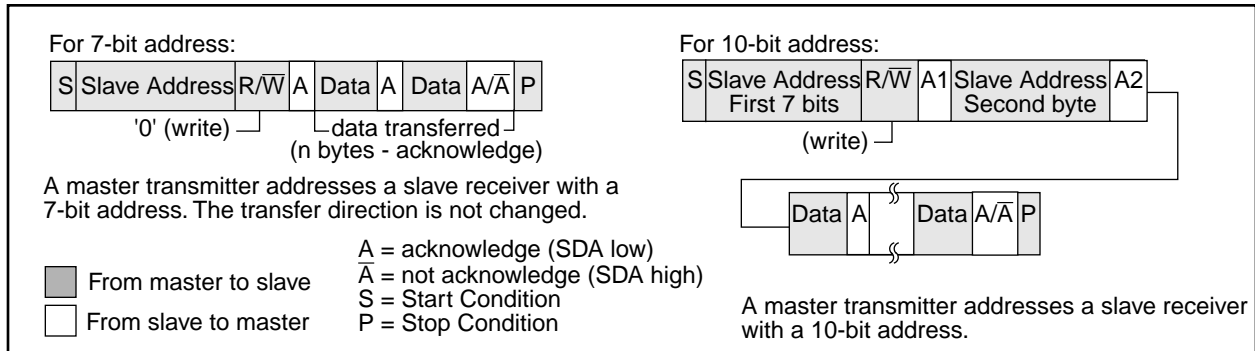 For 7-bit address:
S Slave Address R/W̅ A Data A Data A/A̅ P
'0' (write)
data transferred
(n bytes - acknowledge)
A master transmitter addresses a slave receiver with a
7-bit address. The transfer direction is not changed.
From master to slave
From slave to master
A = acknowledge (SDA low)
A̅ = not acknowledge (SDA high)
S = Start Condition
P = Stop Condition
For 10-bit address:
S Slave Address First 7 bits R/W̅ A1 Slave Address Second byte A2
(write)
Data A Data A/A̅ P
A master transmitter addresses a slave receiver
with a 10-bit address.